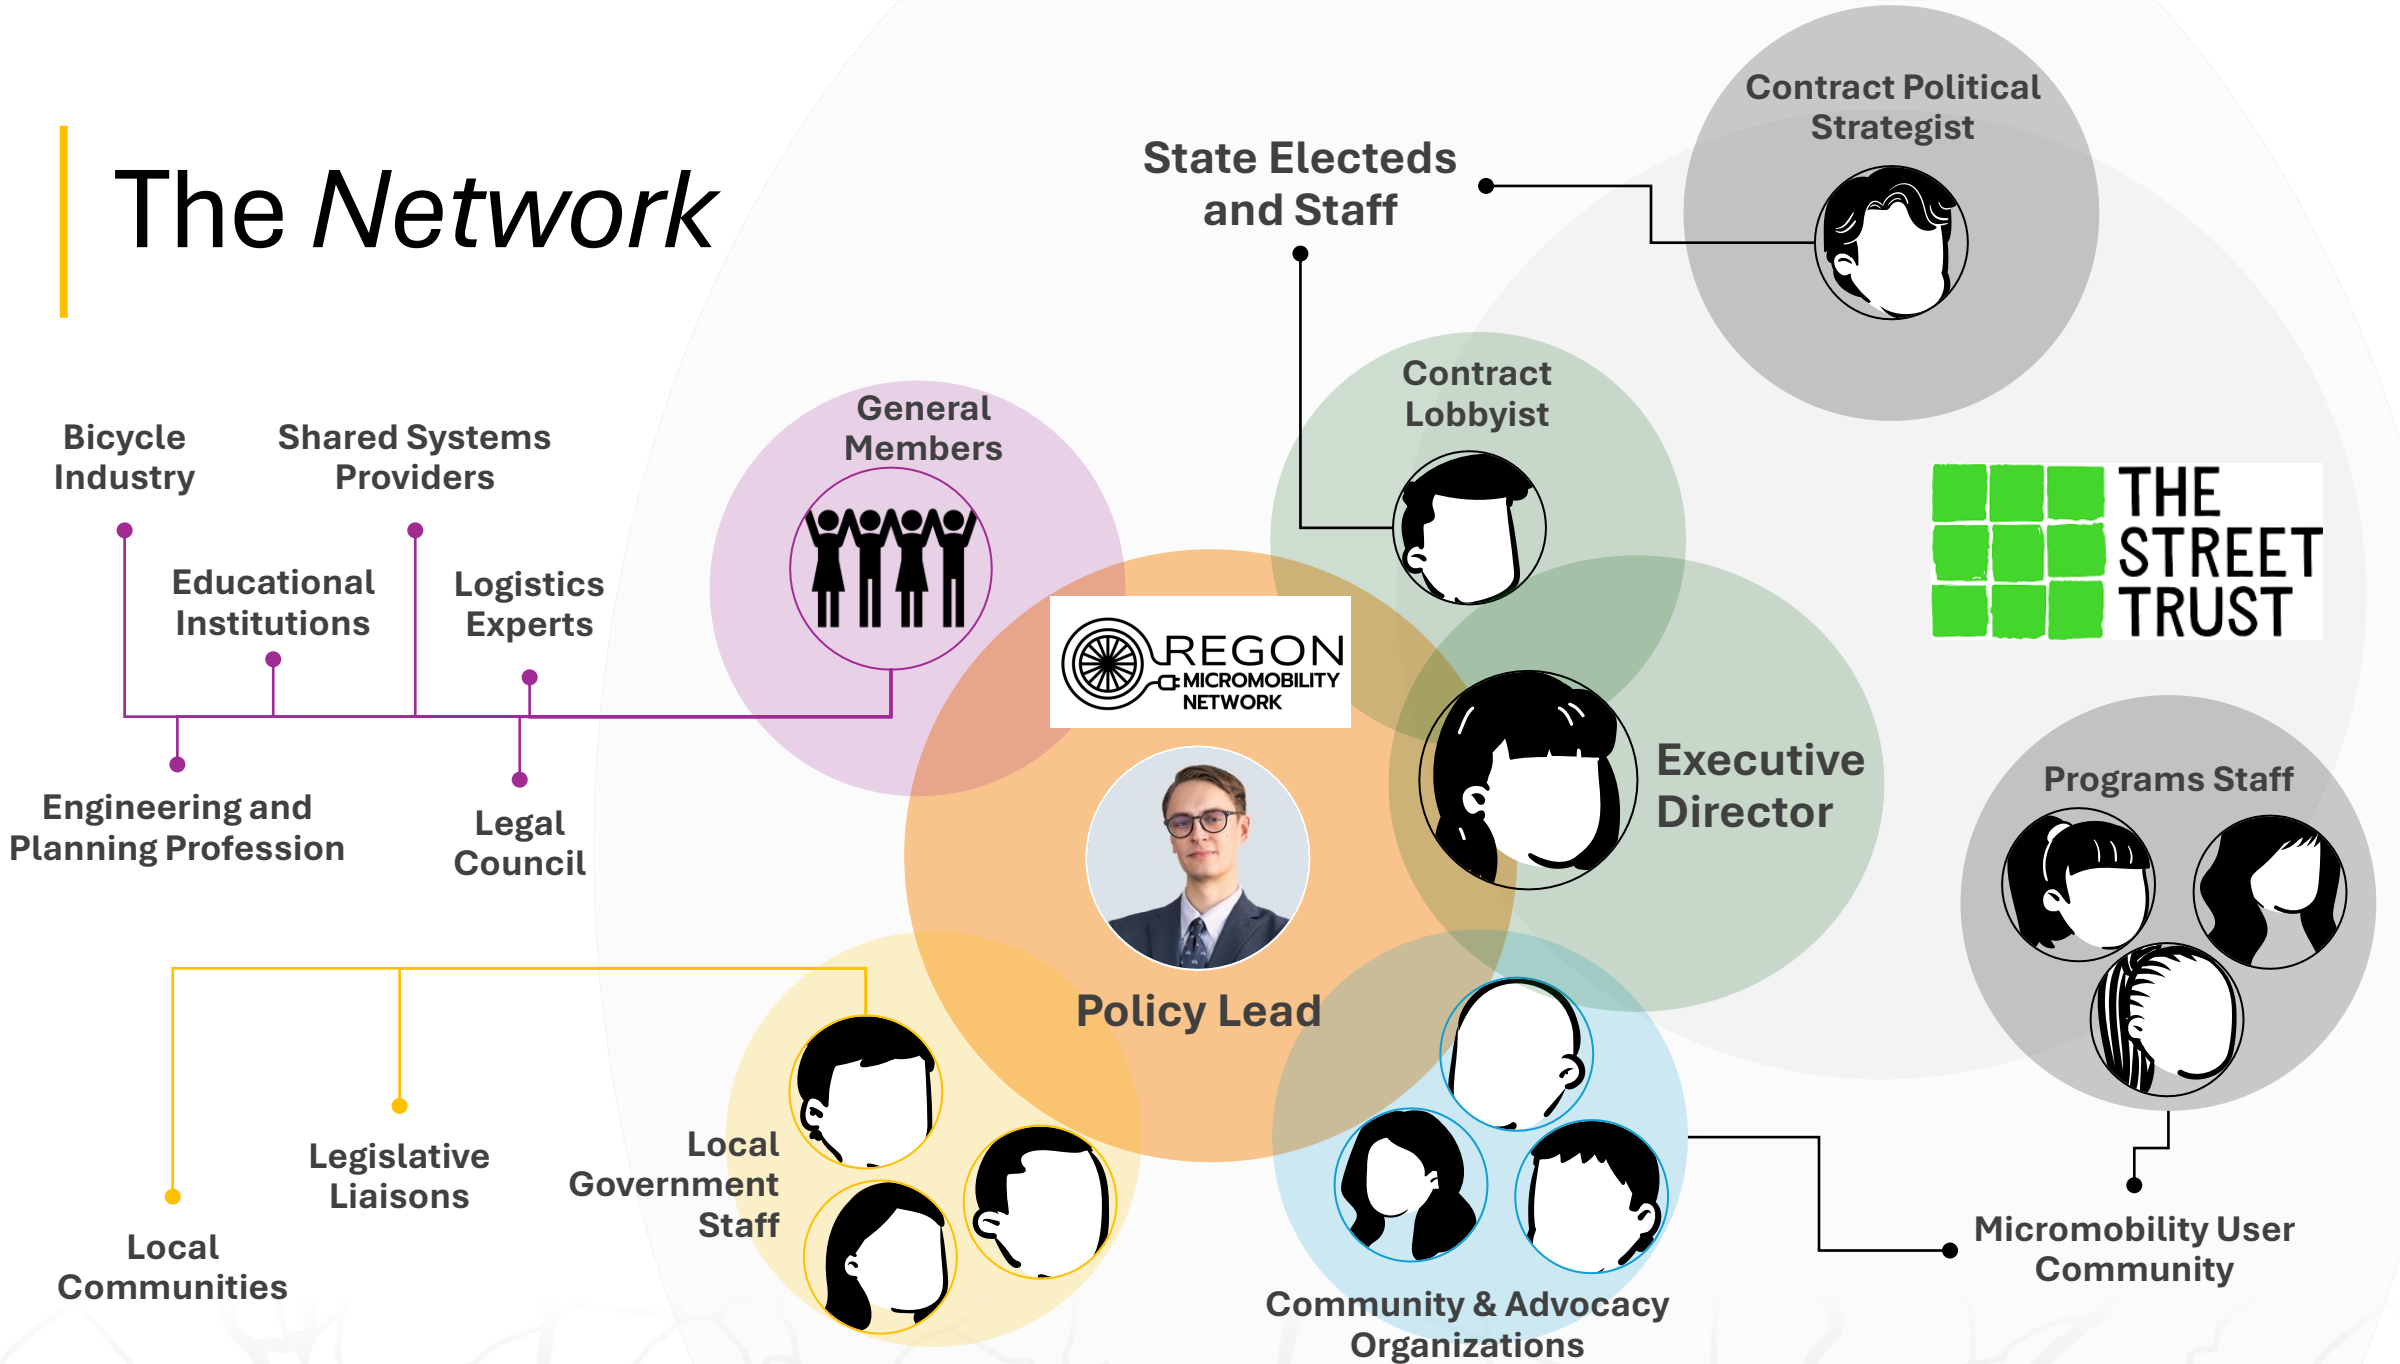 The Network
Contract Political
Strategist
State Electeds
and Staff
Contract
Lobbyist
General
Members
Bicycle
Industry
Shared Systems
Providers
Educational
Institutions
Logistics
Experts
Engineering and
Planning Profession
Legal
Council
THE
STREET
TRUST
OREGON
MICROMOBILITY
NETWORK
Executive
Director
Programs Staff
Policy Lead
Local
Government
Staff
Legislative
Liaisons
Local
Communities
Micromobility User
Community
Community & Advocacy
Organizations